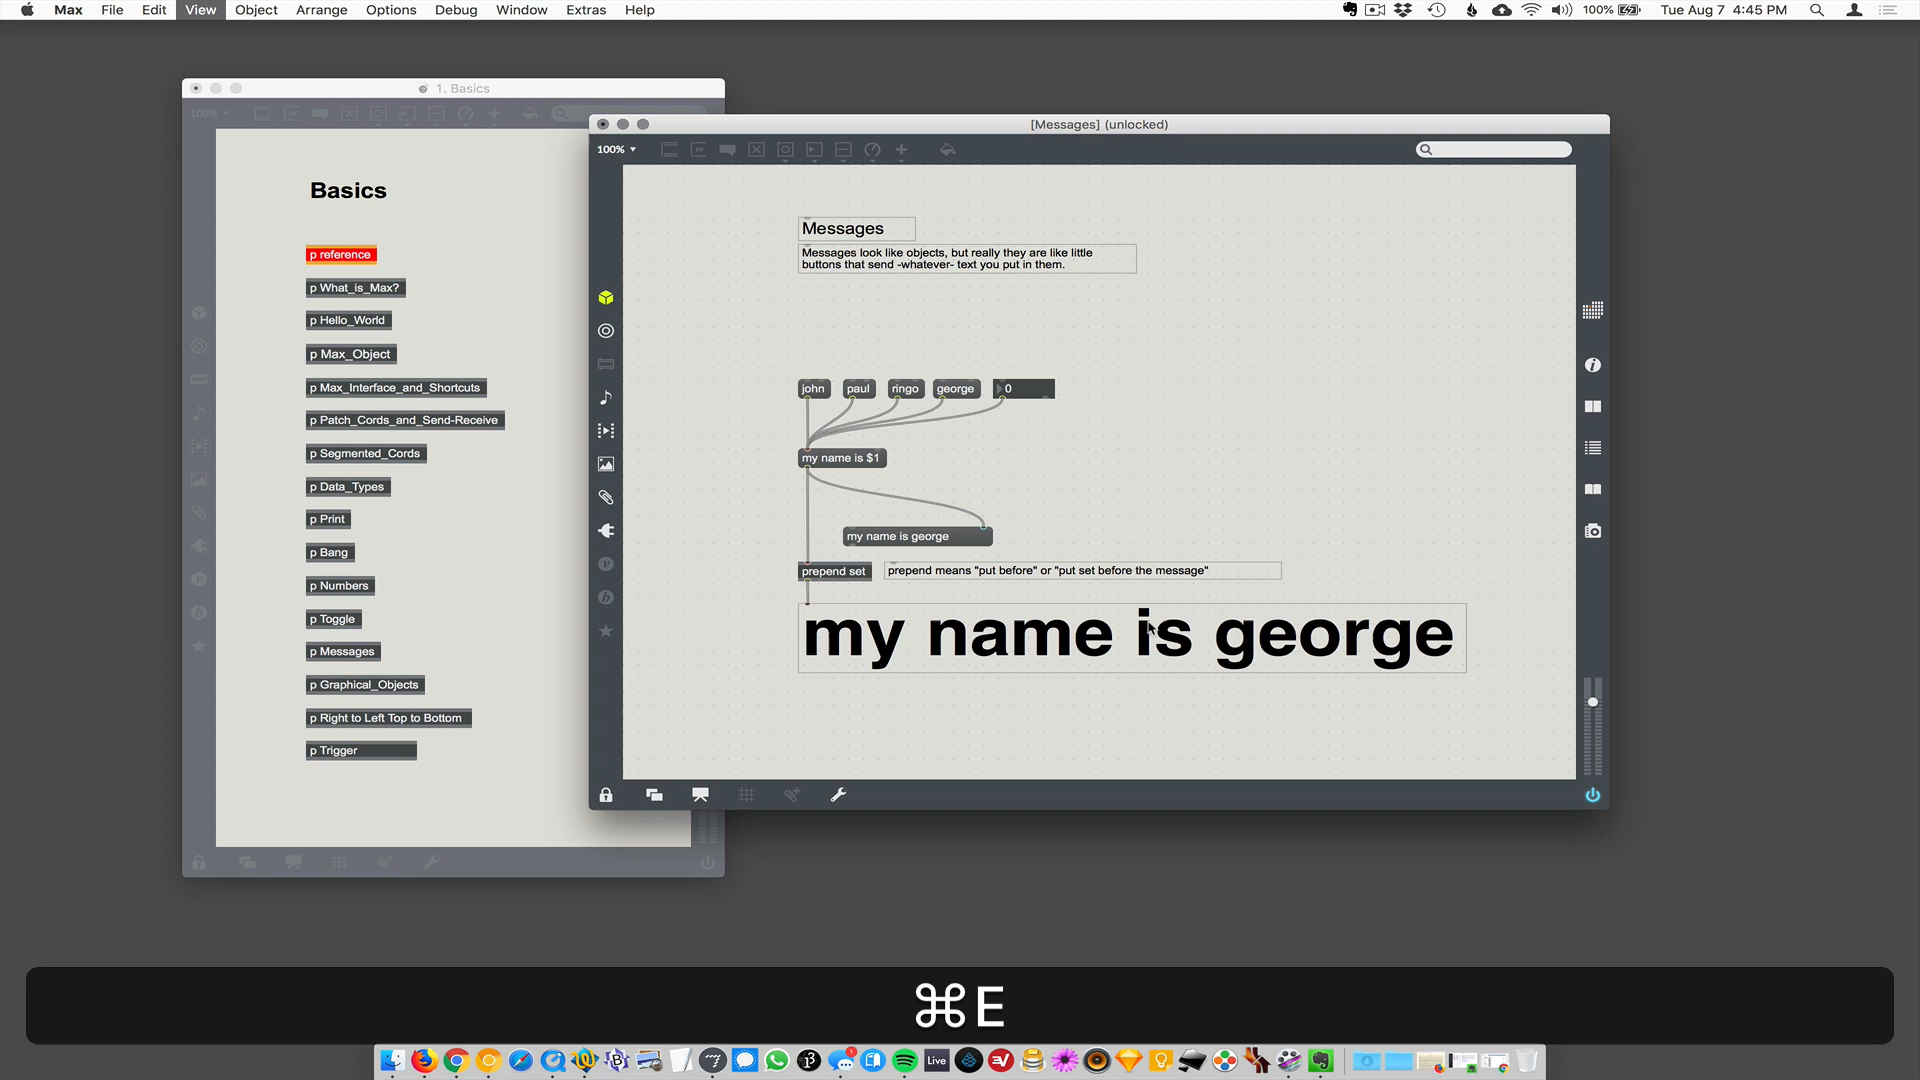 Max File Edit View Object Arrange Options Debug Window Extras Help
100% Tue Aug 7 4:45 PM
1. Basics
100%
Basics
p reference
p What_is_Max?
p Hello_World
p Max_Object
p Max_Interface_and_Shortcuts
p Patch_Cords_and_Send-Receive
p Segmented_Cords
p Data_Types
p Print
p Bang
p Numbers
p Toggle
p Messages
p Graphical_Objects
p Right to Left Top to Bottom
p Trigger
[Messages] (unlocked)
100%
Messages
Messages look like objects, but really they are like little
buttons that send -whatever- text you put in them.
john paul ringo george 0
my name is $1
my name is george
prepend set prepend means "put before" or "put set before the message"
my name is george
⌘E
Live